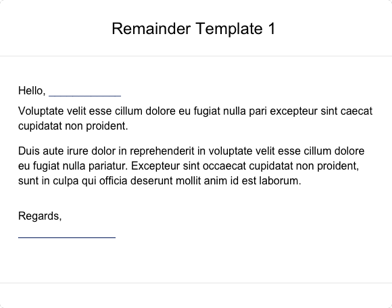 Remainder Template 1
Hello, ______________
Voluptate velit esse cillum dolore eu fugiat nulla pari excepteur sint caecat
cupidatat non proident.
Duis aute irure dolor in reprehenderit in voluptate velit esse cillum dolore
eu fugiat nulla pariatur. Excepteur sint occaecat cupidatat non proident,
sunt in culpa qui officia deserunt mollit anim id est laborum.
Regards,